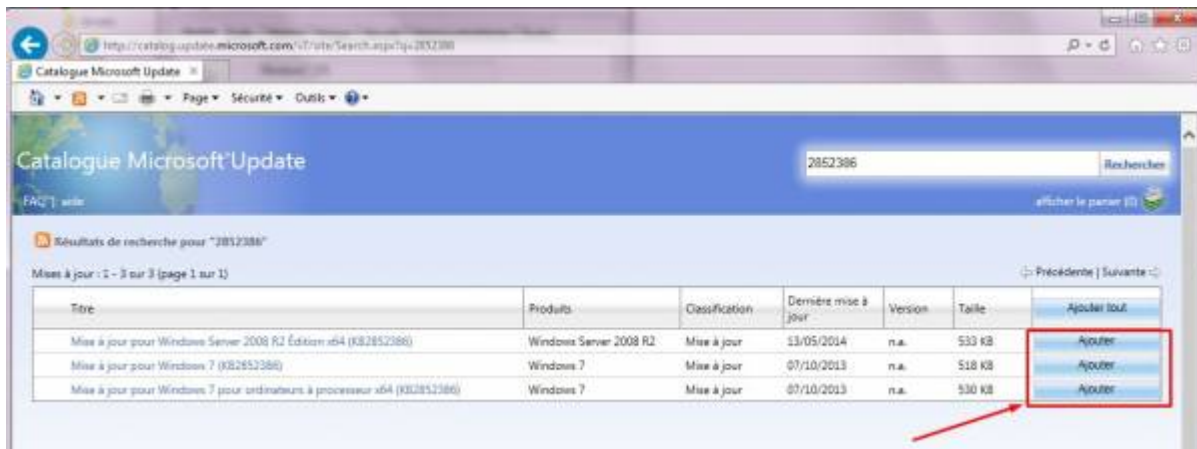 http://catalog.update.microsoft.com/v7/site/Search.aspx?q=2852386
Catalogue Microsoft Update
Page Sécurité Outils
Catalogue Microsoft Update
2852386
Rechercher
FAQ | aide
afficher le panier (0)
Résultats de recherche pour "2852386"
Mises à jour : 1 - 3 sur 3 (page 1 sur 1)
Précédente | Suivante
Titre Produits Classification Dernière mise à jour Version Taille Ajouter tout
Mise à jour pour Windows Server 2008 R2 Édition x64 (KB2852386) Windows Server 2008 R2 Mise à jour 13/05/2014 n.a. 533 KB Ajouter
Mise à jour pour Windows 7 (KB2852386) Windows 7 Mise à jour 07/10/2013 n.a. 518 KB Ajouter
Mise à jour pour Windows 7 pour ordinateurs à processeur x64 (KB2852386) Windows 7 Mise à jour 07/10/2013 n.a. 530 KB Ajouter